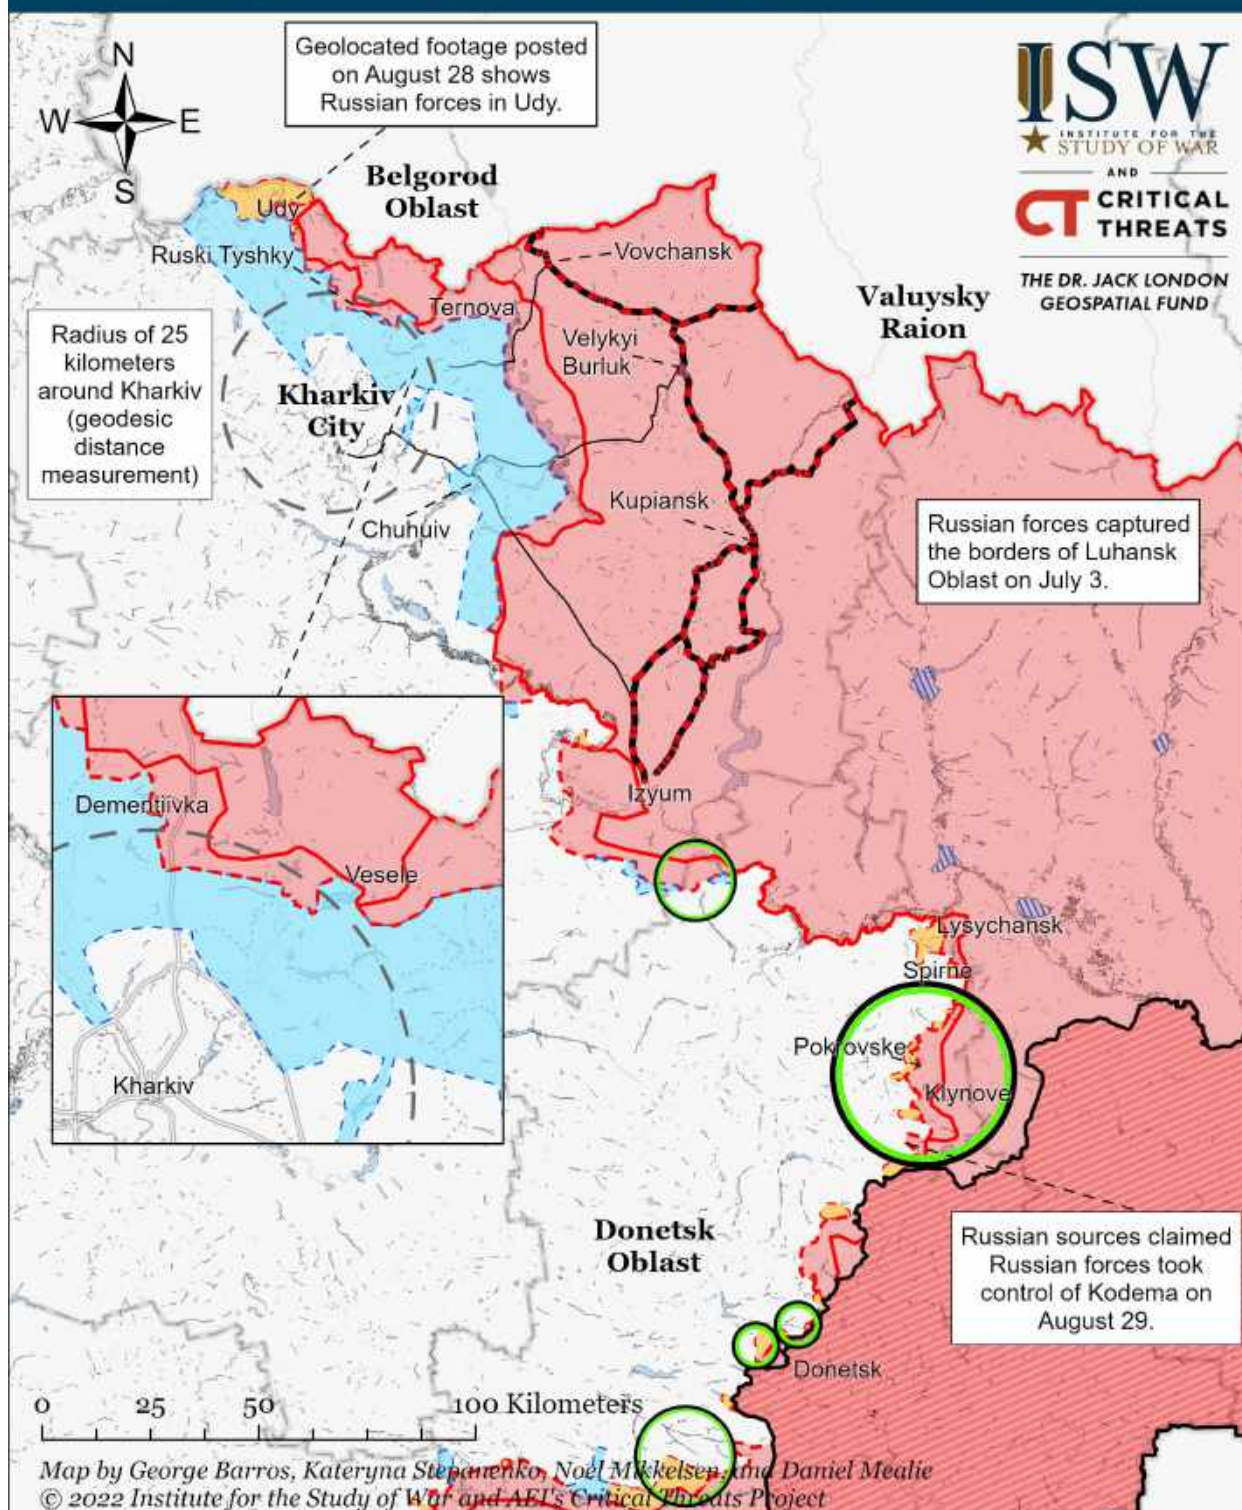 Geolocated footage posted
on August 28 shows
Russian forces in Udy.
N
W
E
S
ISW
INSTITUTE FOR THE
STUDY OF WAR
AND
CT CRITICAL
THREATS
THE DR. JACK LONDON
GEOSPATIAL FUND
Belgorod
Oblast
Udy
Ruski Tyshky
Vovchansk
Ternova
Valuysky
Raion
Velykyi
Burluk
Radius of 25
kilometers
around Kharkiv
(geodesic
distance
measurement)
Kharkiv
City
Kupiansk
Chuhuiv
Russian forces captured
the borders of Luhansk
Oblast on July 3.
Izyum
Dementiivka
Vesele
Kharkiv
Lysychansk
Spirne
Pokrovske
Klynove
Donetsk
Oblast
Russian sources claimed
Russian forces took
control of Kodema on
August 29.
Donetsk
0 25 50 100 Kilometers
Map by George Barros, Kateryna Stepanenko, Noel Mikkelsen, and Daniel Mealie
© 2022 Institute for the Study of War and AEI's Critical Threats Project